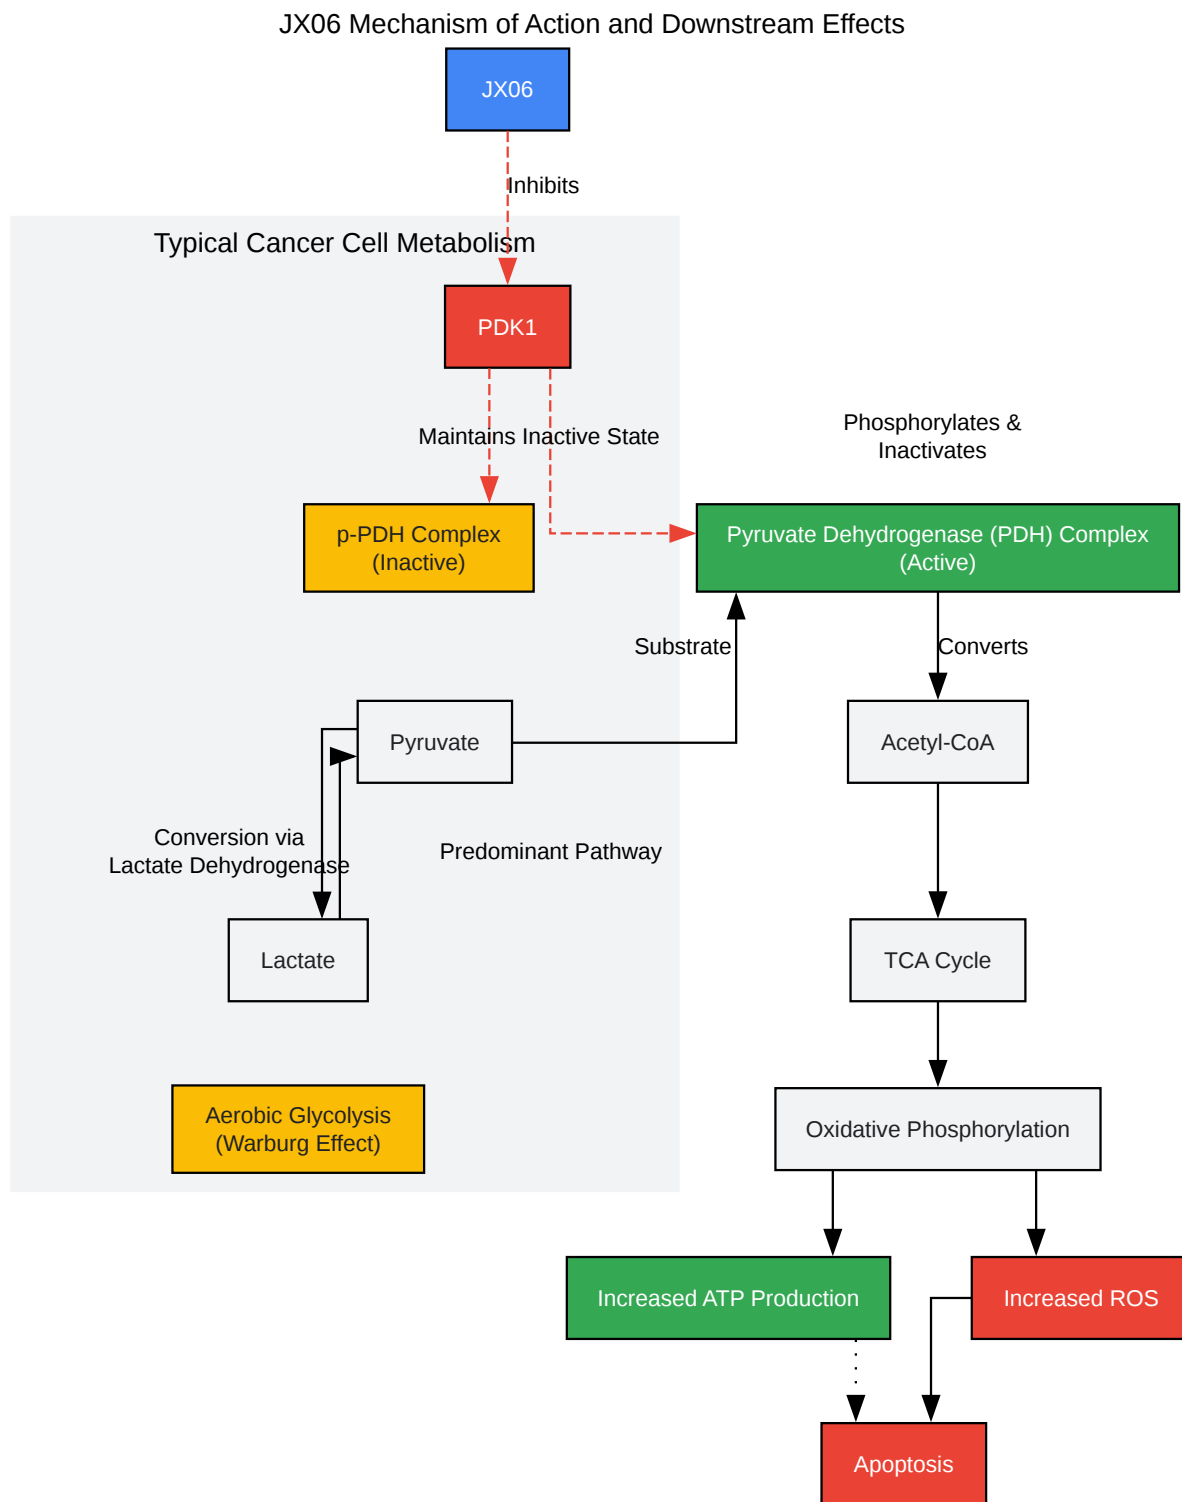 JX06 Mechanism of Action and Downstream Effects
JX06
Inhibits
Typical Cancer Cell Metabolism
PDK1
Maintains Inactive State
Phosphorylates &
Inactivates
p-PDH Complex
(Inactive)
Pyruvate Dehydrogenase (PDH) Complex
(Active)
Substrate
Converts
Pyruvate
Acetyl-CoA
Conversion via
Lactate Dehydrogenase
Predominant Pathway
Lactate
TCA Cycle
Aerobic Glycolysis
(Warburg Effect)
Oxidative Phosphorylation
Increased ATP Production
Increased ROS
Apoptosis